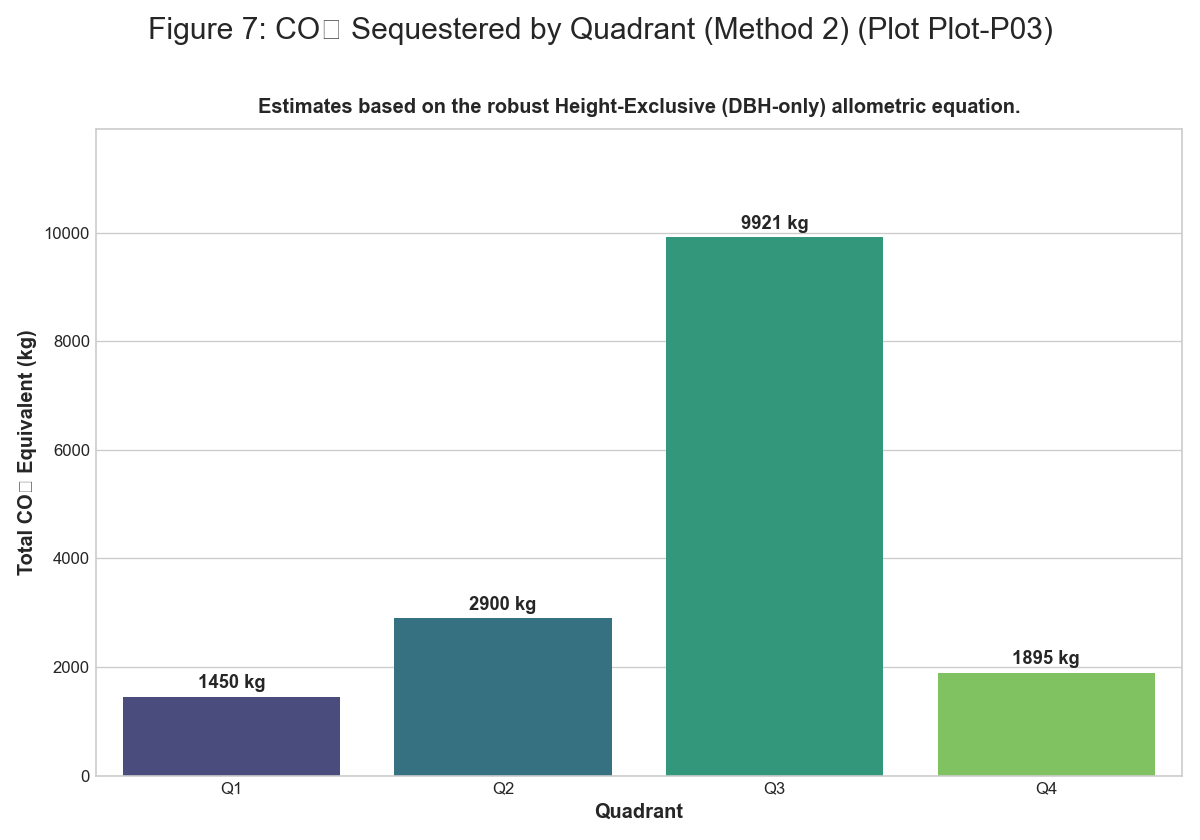 Figure 7: CO□ Sequestered by Quadrant (Method 2) (Plot Plot-P03)
Estimates based on the robust Height-Exclusive (DBH-only) allometric equation.
Total CO□ Equivalent (kg)
10000
8000
6000
4000
2000
0
1450 kg
2900 kg
9921 kg
1895 kg
Q1
Q2
Q3
Q4
Quadrant